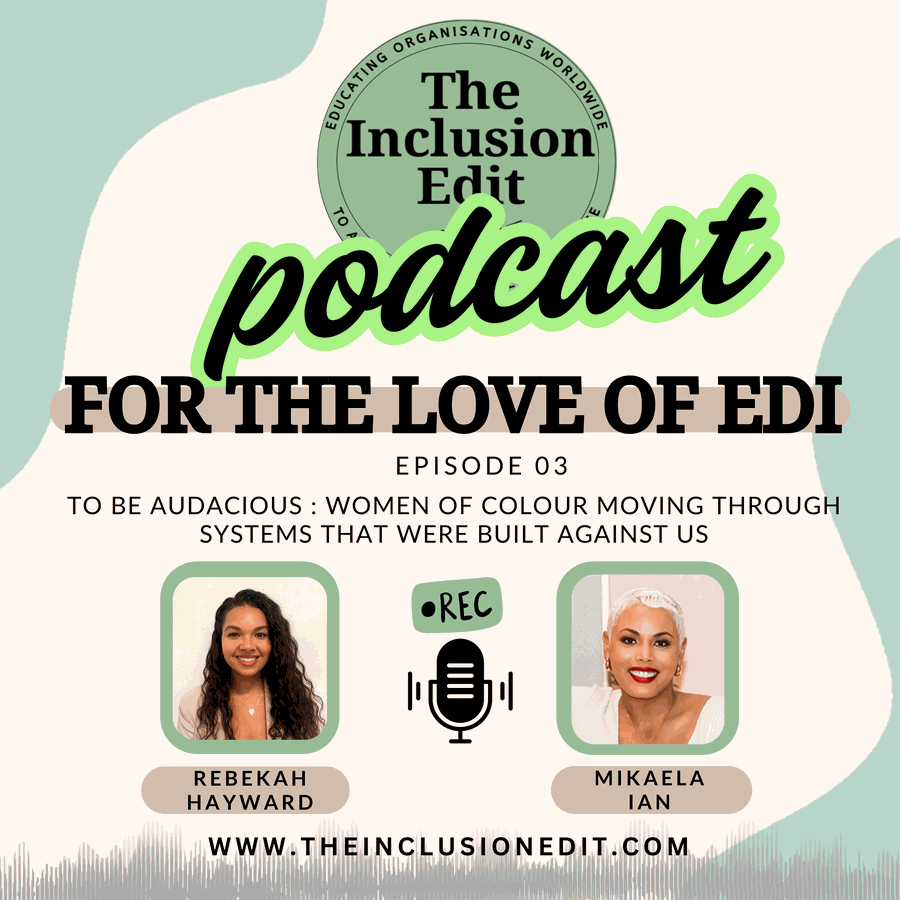 EDUCATING ORGANISATIONS WORLDWIDE
The
Inclusion
Edit
TO
podcast
FOR THE LOVE OF EDI
EPISODE 03
TO BE AUDACIOUS : WOMEN OF COLOUR MOVING THROUGH
SYSTEMS THAT WERE BUILT AGAINST US
REC
REBEKAH
HAYWARD
MIKAELA
IAN
WWW.THEINCLUSIONEDIT.COM